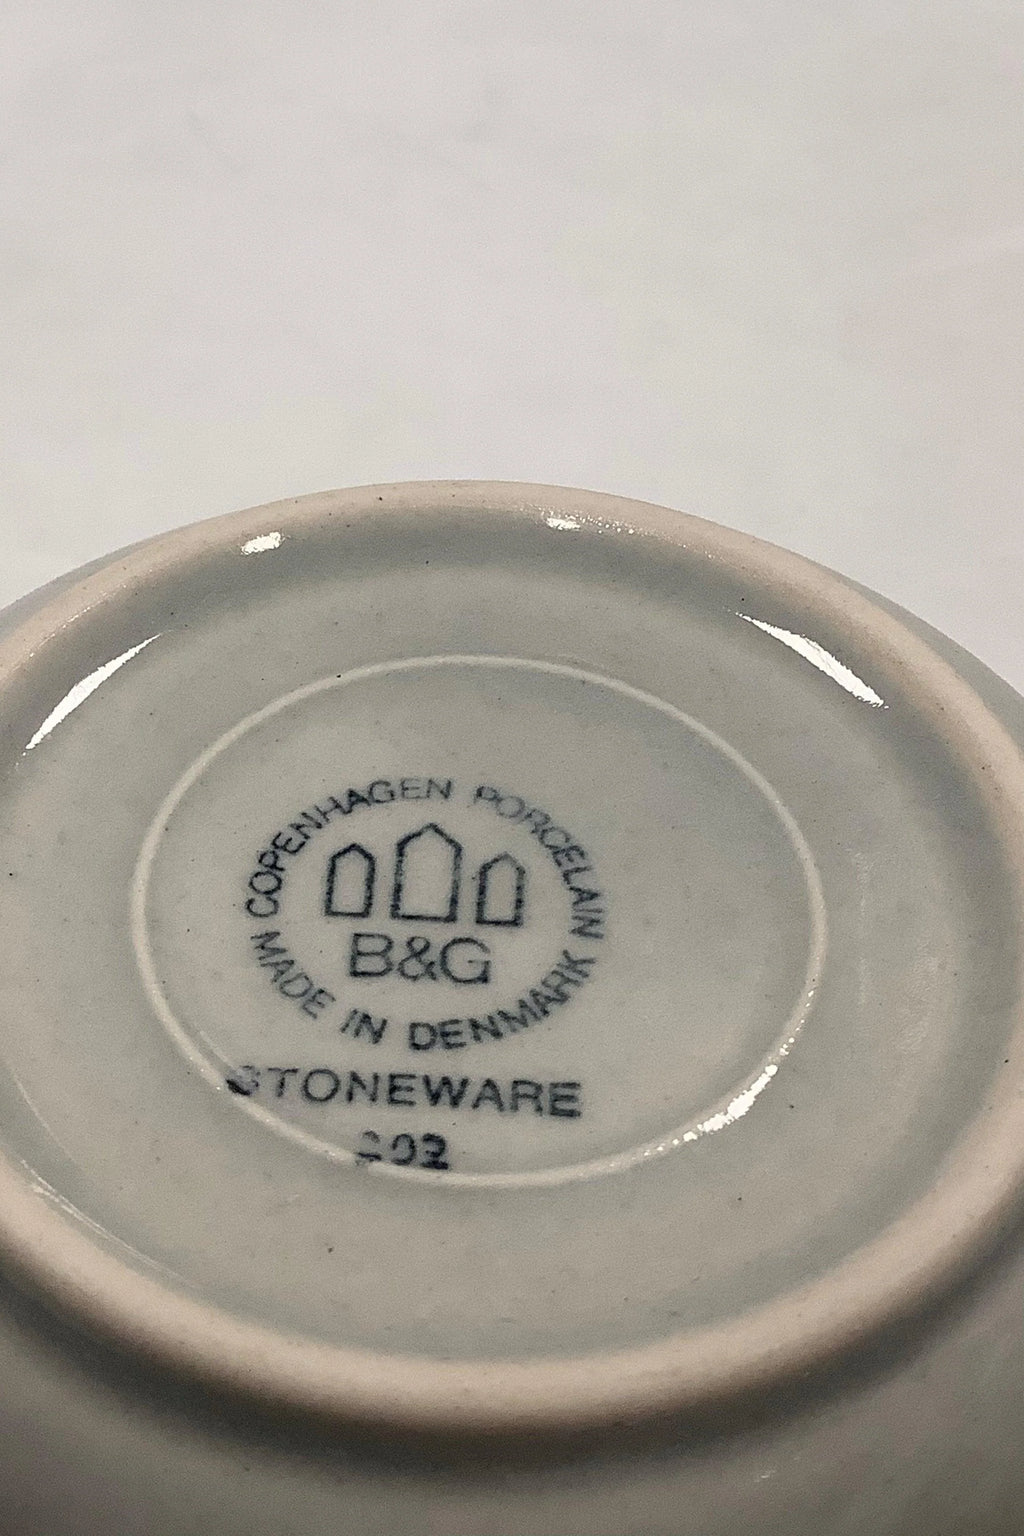 COPENHAGEN PORCELAIN
B&G
MADE IN DENMARK
STONEWARE